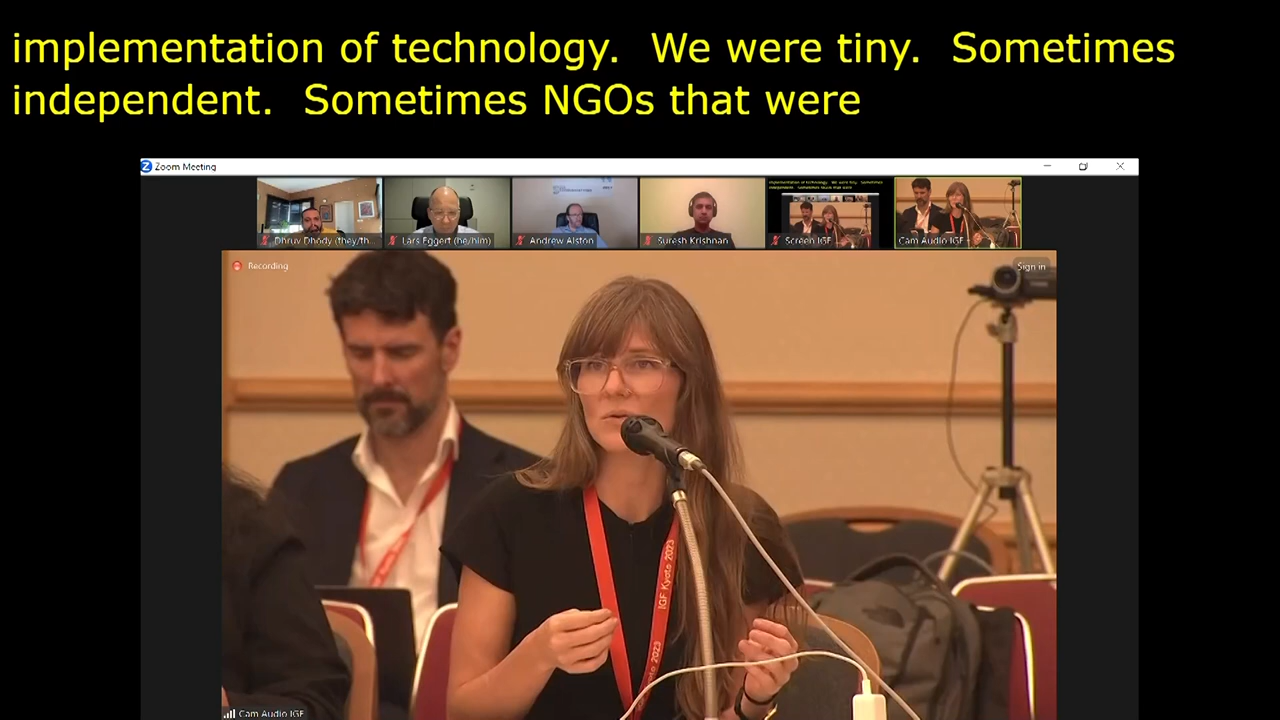 implementation of technology.  We were tiny.  Sometimes
independent.  Sometimes NGOs that were
Zoom Meeting
Dhruv Dhody (they/th...
Lars Eggert (he/him)
Andrew Alston
Suresh Krishnan
Screen IGF
Cam Audio IGF
Recording
Sign in
IGF Kyoto 2023
Kyoto 2023
Cam Audio IGF